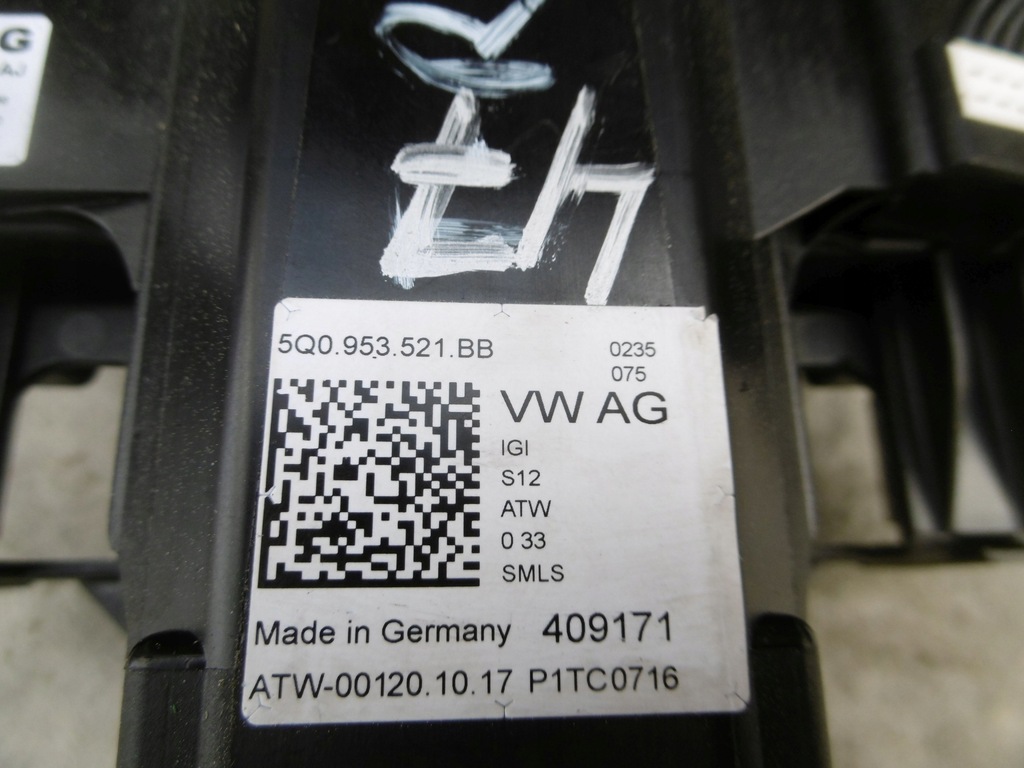 G
5Q0.953.521.BB
0235
075
VW AG
IGI
S12
ATW
0 33
SMLS
Made in Germany 409171
ATW-00120.10.17 P1TC0716